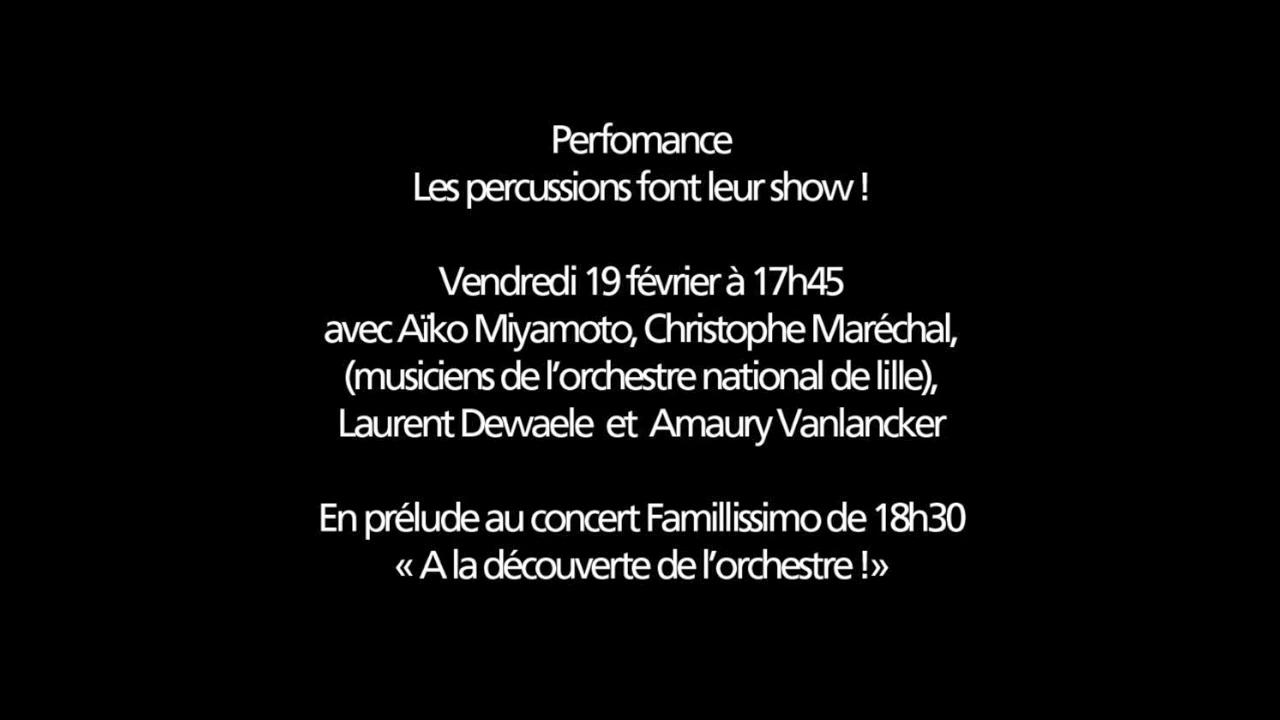 Perfomance
Les percussions font leur show !
Vendredi 19 février à 17h45
avec Aïko Miyamoto, Christophe Maréchal,
(musiciens de l’orchestre national de lille),
Laurent Dewaele et Amaury Vanlancker
En prélude au concert Famillissimo de 18h30
« A la découverte de l’orchestre !»